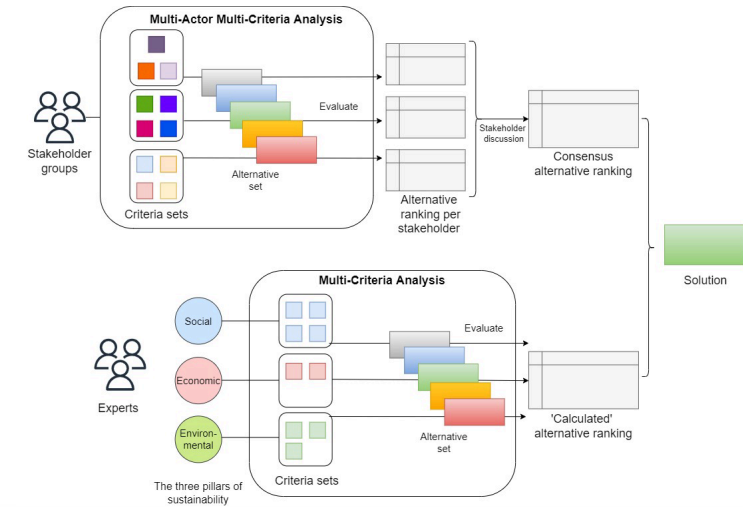 Multi-Actor Multi-Criteria Analysis
Stakeholder
groups
Criteria sets
Alternative
set
Evaluate
Alternative
ranking per
stakeholder
Stakeholder
discussion
Consensus
alternative ranking
Solution
Multi-Criteria Analysis
Experts
Social
Economic
Environ-
mental
The three pillars of
sustainability
Criteria sets
Alternative
set
Evaluate
'Calculated'
alternative ranking